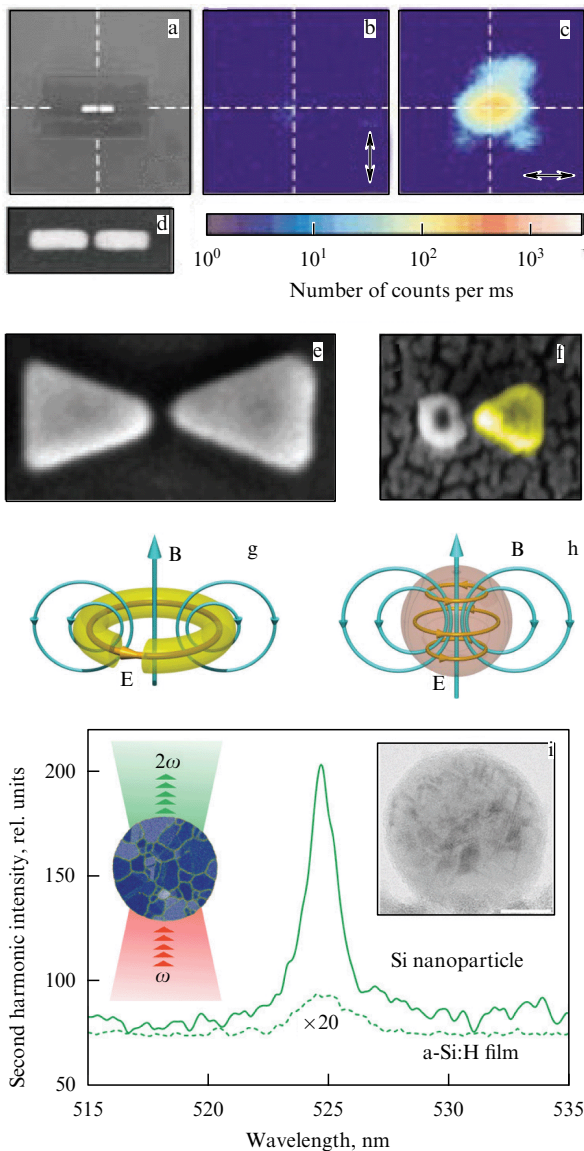 a
b
c
d
10⁰ 10¹ 10² 10³
Number of counts per ms
e
f
B
g
E
B
h
E
Second harmonic intensity, rel. units
200
150
100
50
2ω
ω
i
Si nanoparticle
×20
a-Si:H film
515 520 525 530 535
Wavelength, nm